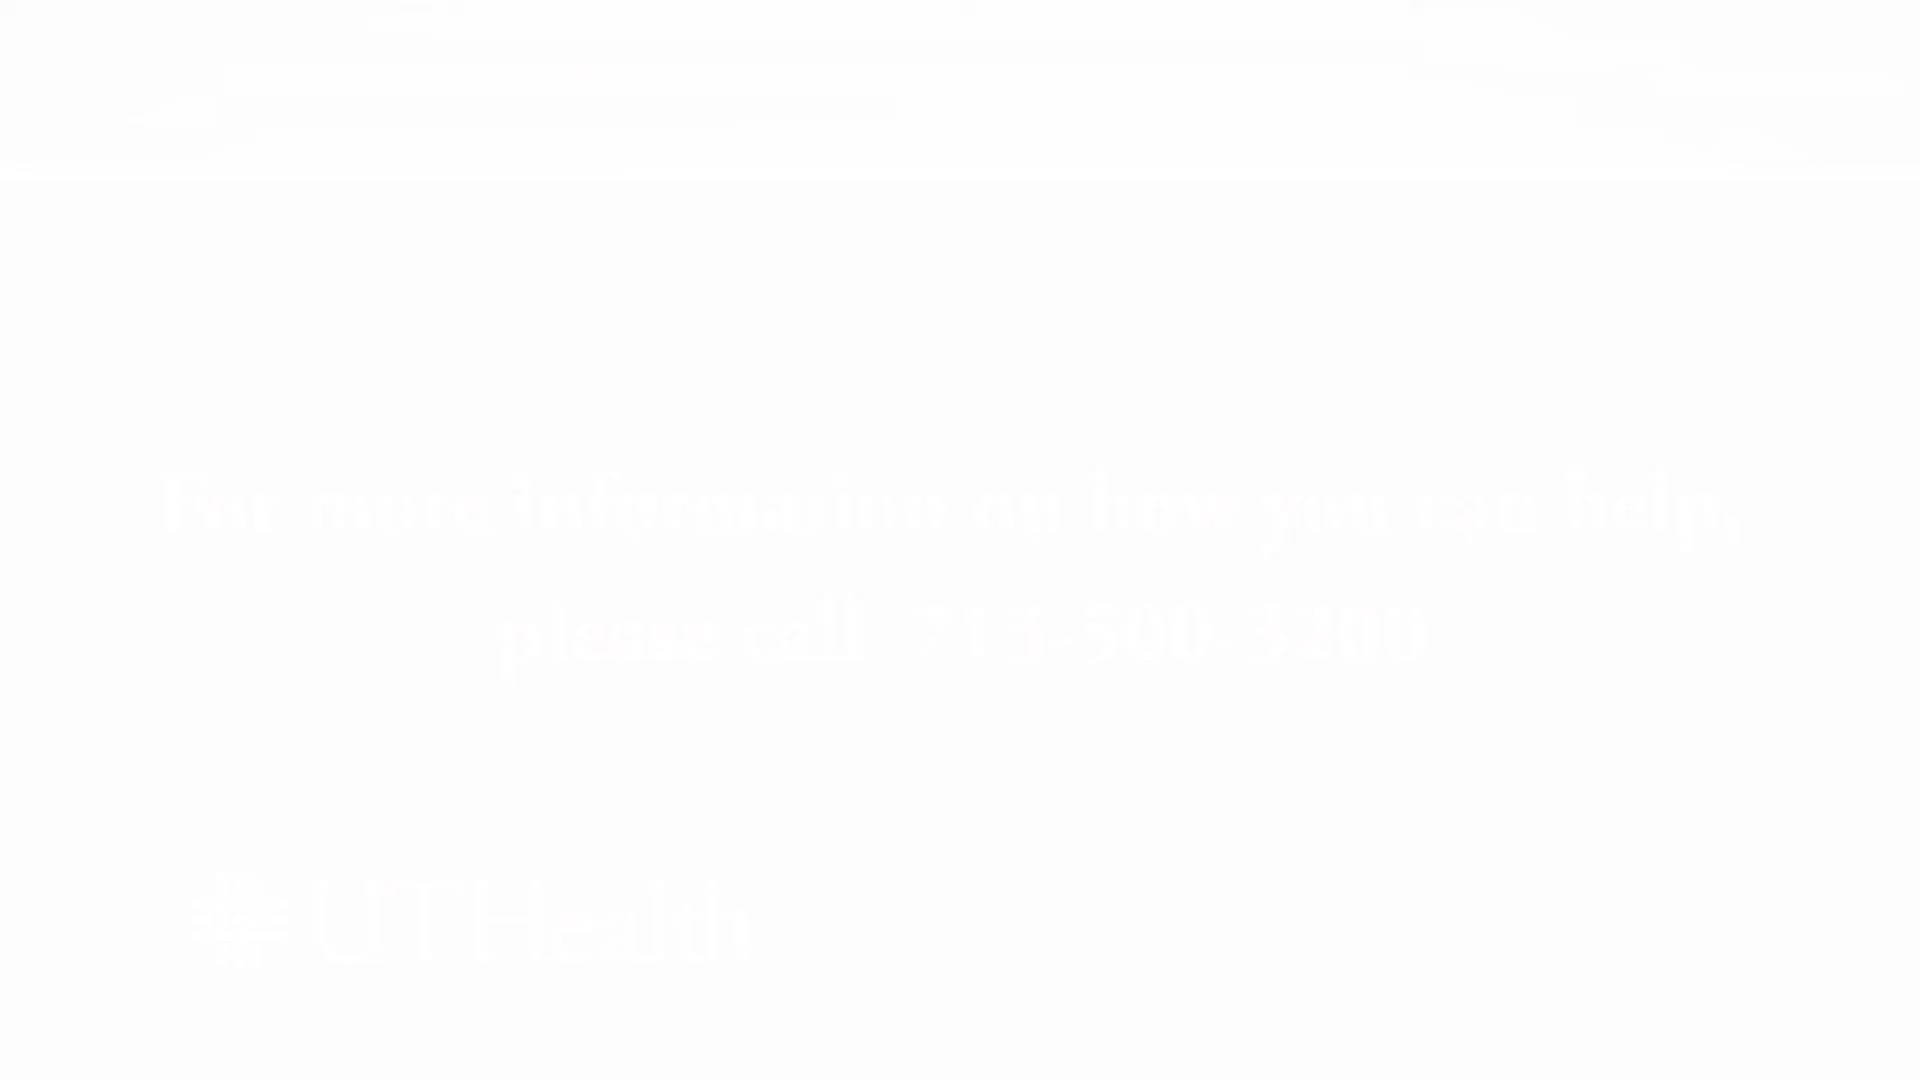 For more information on how you can help,
please call 713-500-3200
UTHealth